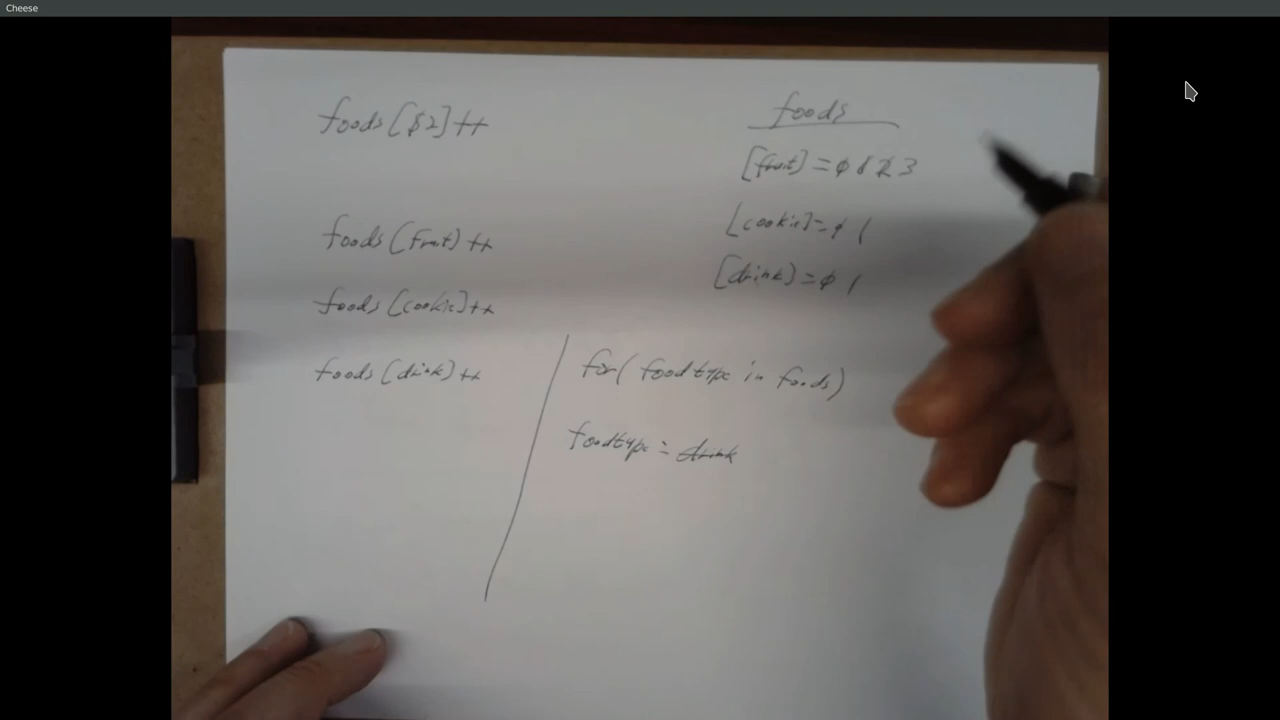 Cheese
foods[$2]++
foods[fruit]++
foods[cookie]++
foods[drink]++
foods
[fruit]=0 1 2 3
[cookie]=0 1
[drink]=0 1
for( foodtype in foods)
foodtype = drink